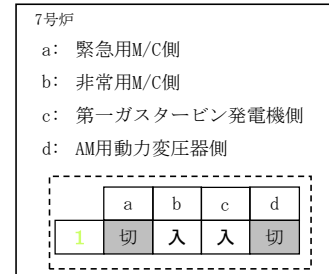 7号炉
a: 緊急用M/C側
b: 非常用M/C側
c: 第一ガスタービン発電機側
d: AM用動力変圧器側
a b c d
1 切 入 入 切